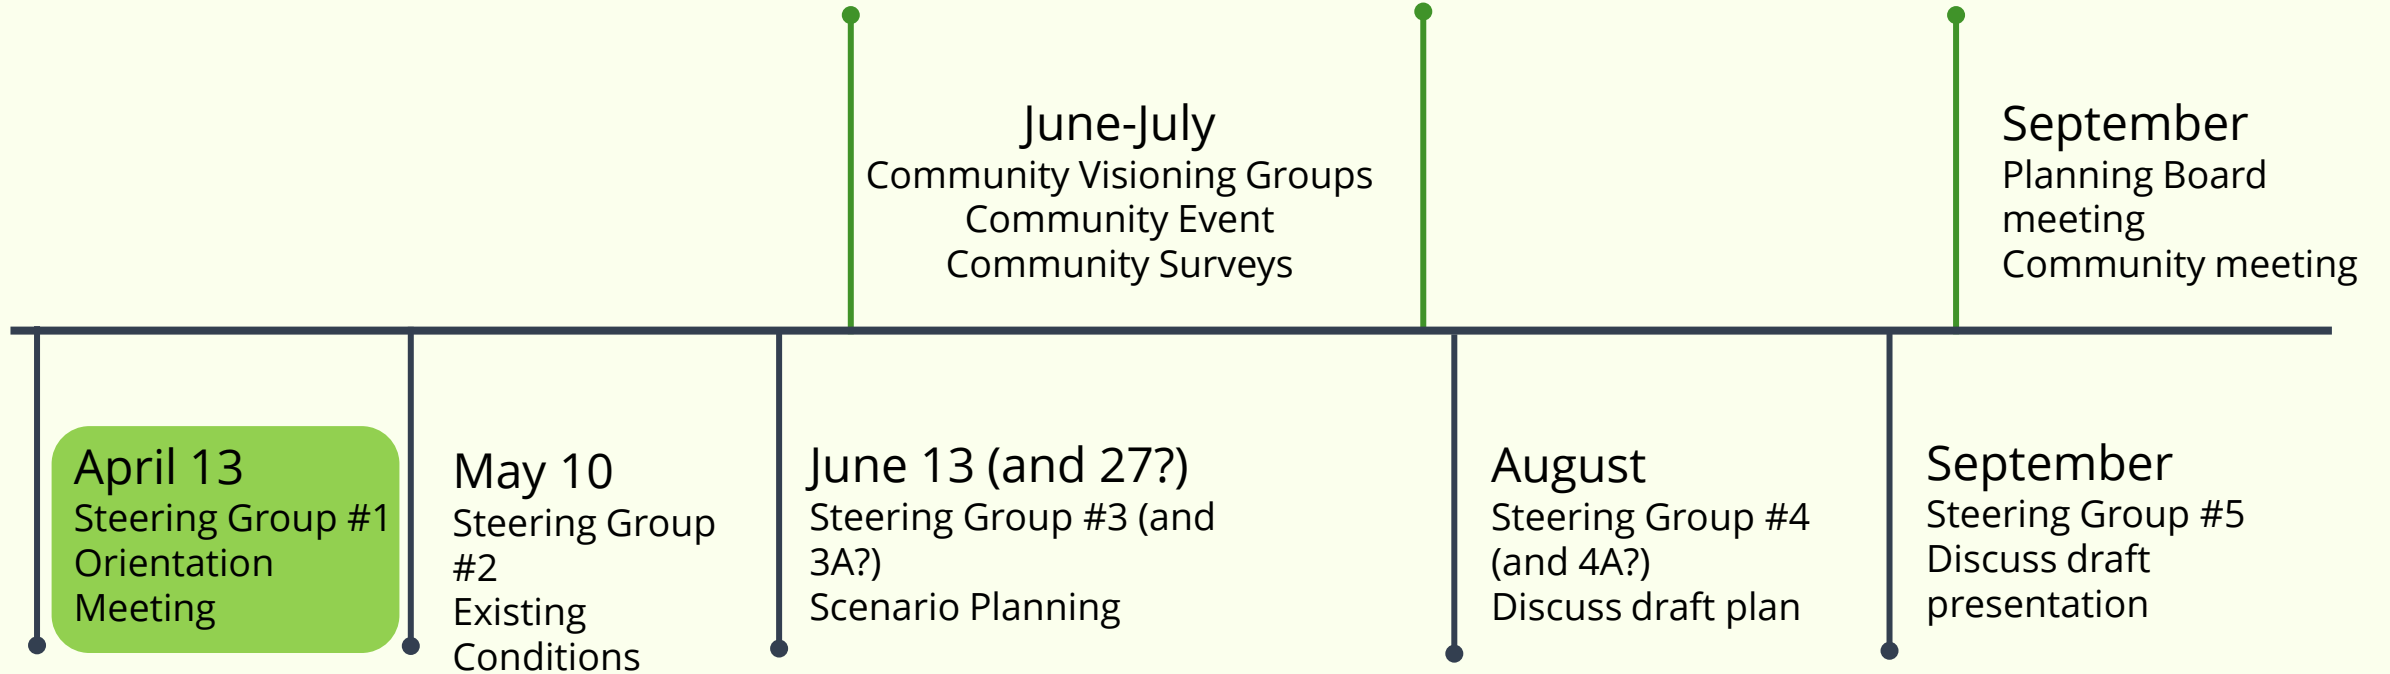 June-July
Community Visioning Groups
Community Event
Community Surveys
September
Planning Board
meeting
Community meeting
April 13
Steering Group #1
Orientation
Meeting
May 10
Steering Group
#2
Existing
Conditions
June 13 (and 27?)
Steering Group #3 (and
3A?)
Scenario Planning
August
Steering Group #4
(and 4A?)
Discuss draft plan
September
Steering Group #5
Discuss draft
presentation